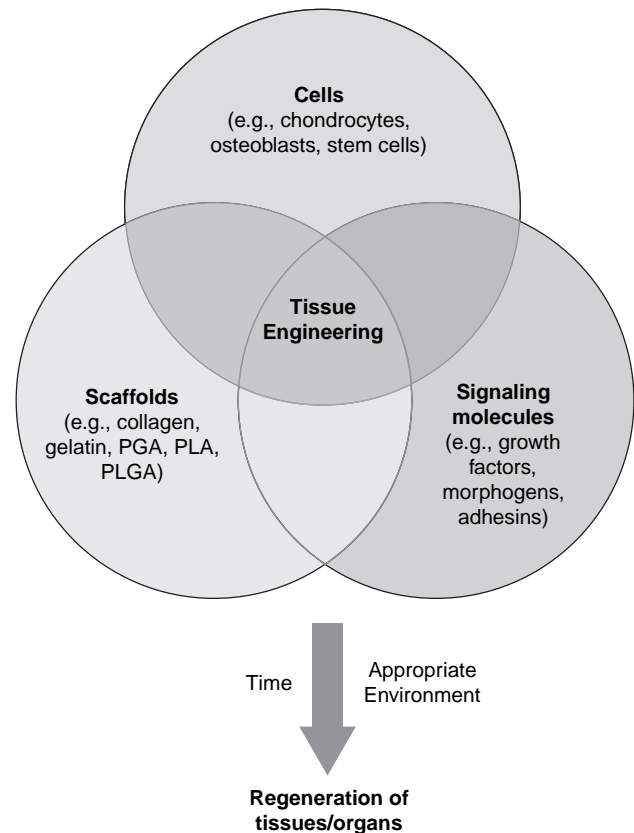 Cells
(e.g., chondrocytes,
osteoblasts, stem cells)
Tissue
Engineering
Scaffolds
(e.g., collagen,
gelatin, PGA, PLA,
PLGA)
Signaling
molecules
(e.g., growth
factors,
morphogens,
adhesins)
Time
Appropriate
Environment
Regeneration of
tissues/organs